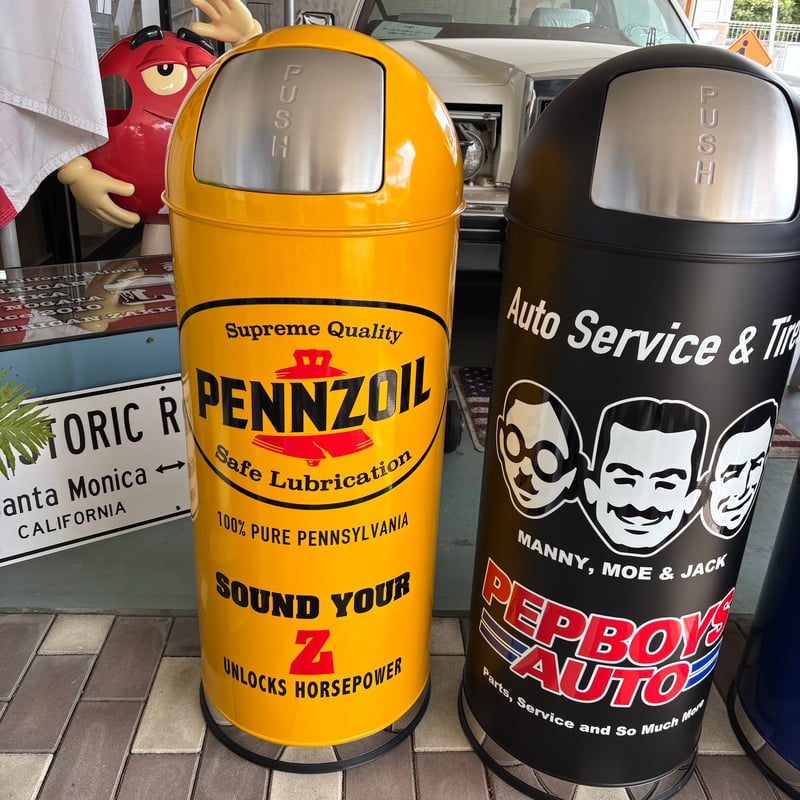 PUSH
Supreme Quality
PENNZOIL
Safe Lubrication
100% PURE PENNSYLVANIA
SOUND YOUR
Z
UNLOCKS HORSEPOWER
PUSH
Auto Service & Tire
MANNY, MOE & JACK
PEPBOYS
AUTO
Parts, Service and So Much More
TORIC R
anta Monica ↔
CALIFORNIA